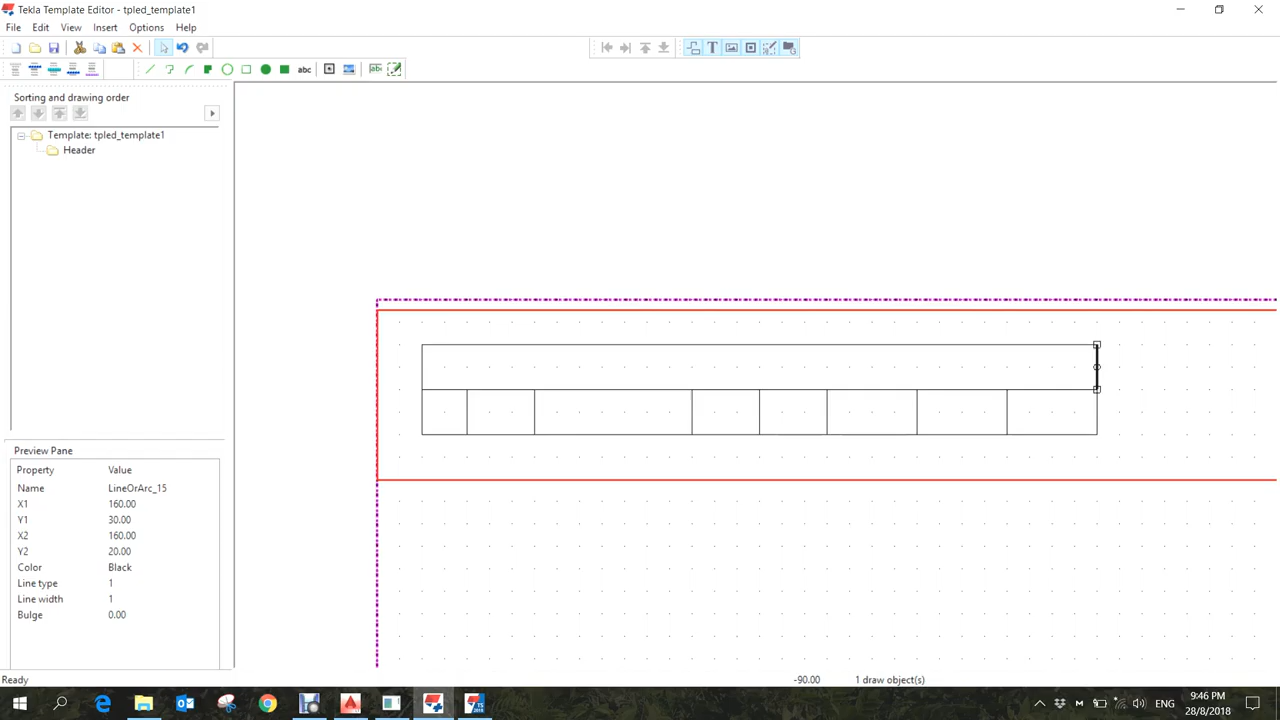 Tekla Template Editor - tpled_template1
File Edit View Insert Options Help
abc
Sorting and drawing order
Template: tpled_template1
Header
Preview Pane
Property Value
Name LineOrArc_15
X1 160.00
Y1 30.00
X2 160.00
Y2 20.00
Color Black
Line type 1
Line width 1
Bulge 0.00
Ready -90.00 1 draw object(s)
ENG
9:46 PM
28/8/2018